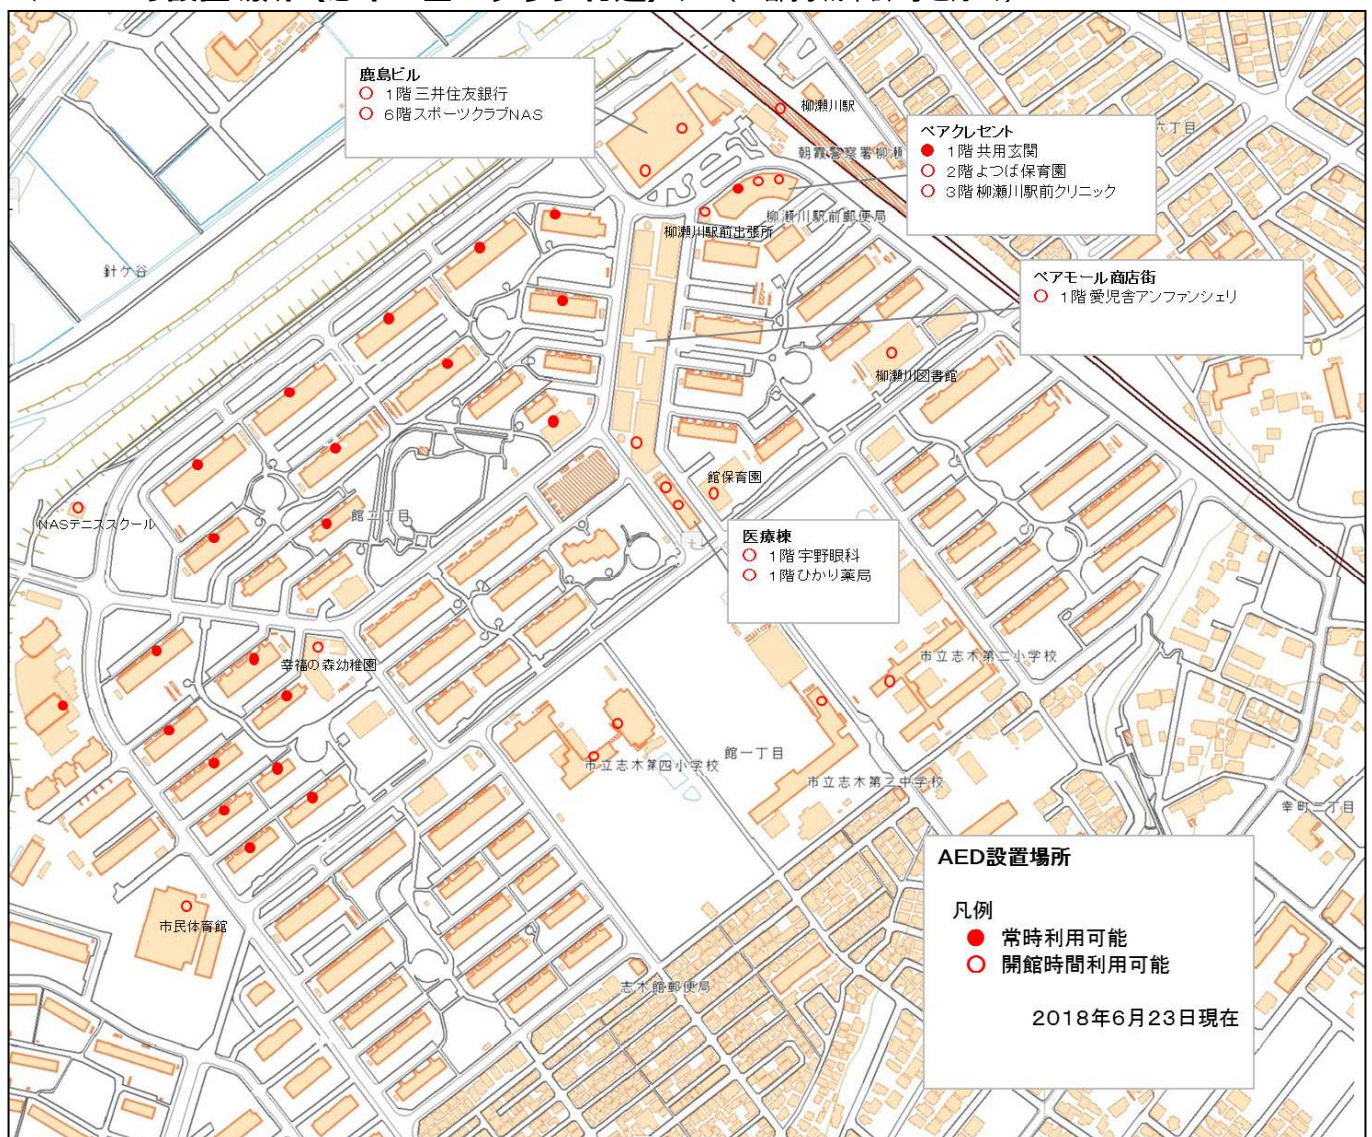 鹿島ビル
○ 1階三井住友銀行
○ 6階スポーツクラブNAS
柳瀬川駅
六丁目
朝霞警察署柳瀬
ペアクレセント
● 1階共用玄関
○ 2階よつば保育園
○ 3階柳瀬川駅前クリニック
柳瀬川駅前郵便局
柳瀬川駅前出張所
針ケ谷
ペアモール商店街
○ 1階愛児舎アンファンシェリ
10
柳瀬川図書館
館保育園
NASテニススクール
館二丁目
医療棟
○ 1階宇野眼科
○ 1階ひかり薬局
幸福の森幼稚園
市立志木第二小学校
市立志木第四小学校
館一丁目
市立志木第二中学校
幸町二丁目
市民体育館
志木館郵便局
AED設置場所
凡例
● 常時利用可能
○ 開館時間利用可能
2018年6月23日現在